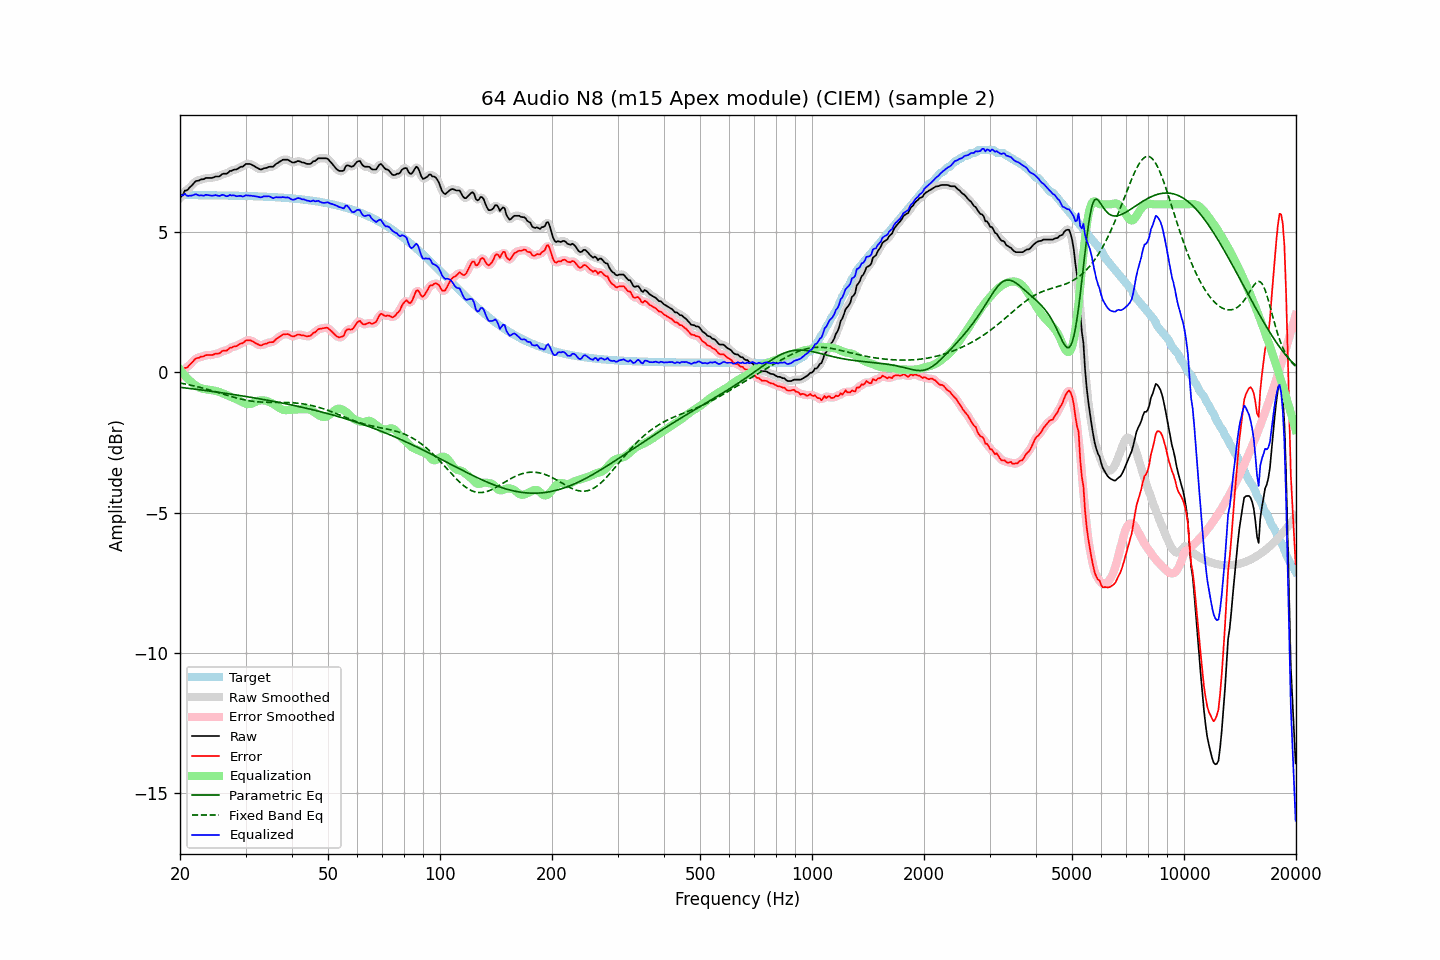 64 Audio N8 (m15 Apex module) (CIEM) (sample 2)
Amplitude (dBr)
5
0
−5
−10
−15
Target
Raw Smoothed
Error Smoothed
Raw
Error
Equalization
Parametric Eq
Fixed Band Eq
Equalized
20 50 100 200 500 1000 2000 5000 10000 20000
Frequency (Hz)